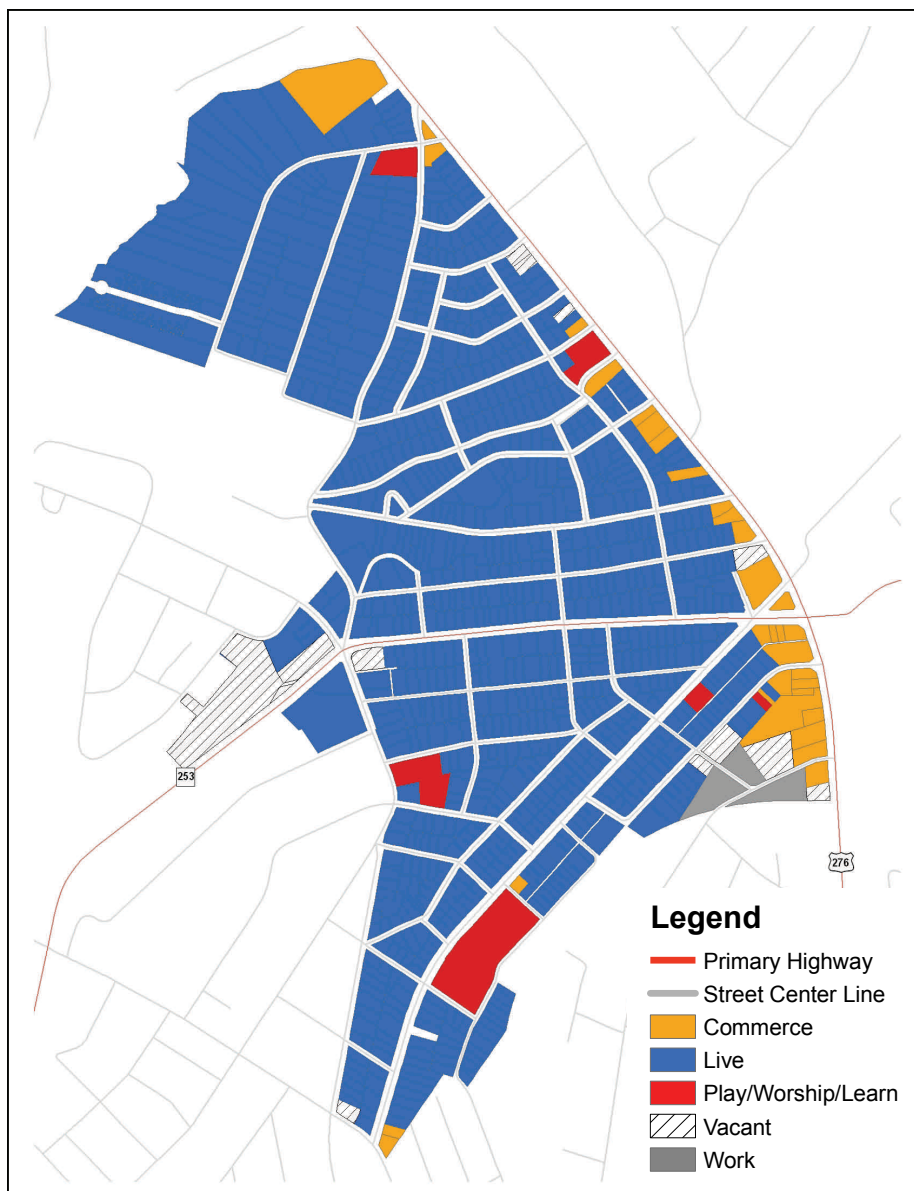 253
276
Legend
Primary Highway
Street Center Line
Commerce
Live
Play/Worship/Learn
Vacant
Work